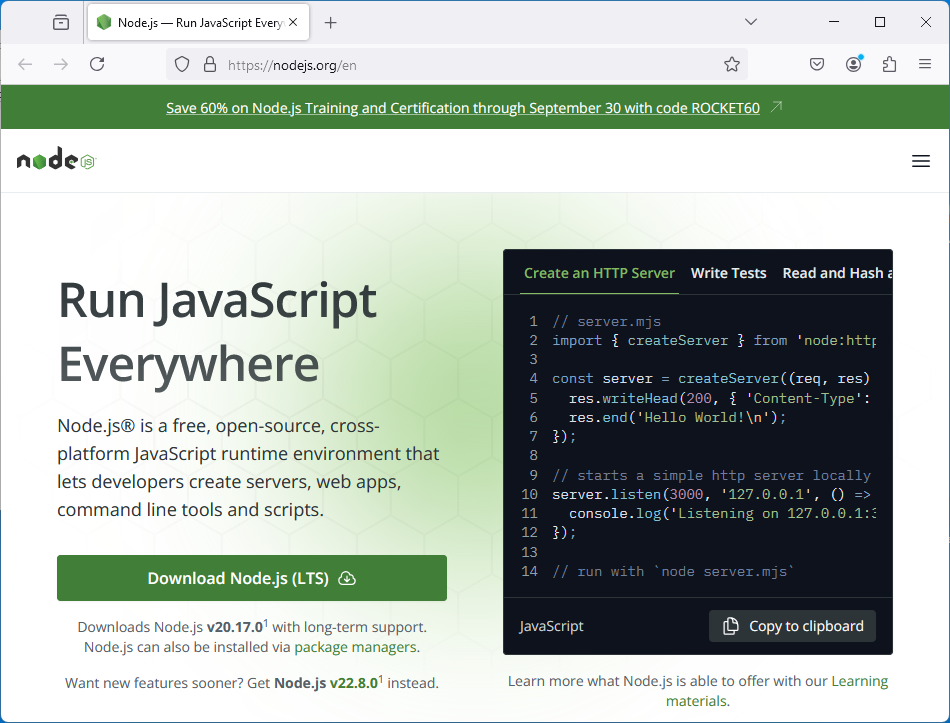 Node.js — Run JavaScript Every
https://nodejs.org/en
Save 60% on Node.js Training and Certification through September 30 with code ROCKET60
node JS
Run JavaScript
Everywhere
Node.js® is a free, open-source, cross-
platform JavaScript runtime environment that
lets developers create servers, web apps,
command line tools and scripts.
Download Node.js (LTS)
Downloads Node.js v20.17.0¹ with long-term support.
Node.js can also be installed via package managers.
Want new features sooner? Get Node.js v22.8.0¹ instead.
Create an HTTP Server Write Tests Read and Hash a
1 // server.mjs
2 import { createServer } from 'node:http
3
4 const server = createServer((req, res)
5 res.writeHead(200, { 'Content-Type':
6 res.end('Hello World!\n');
7 });
8
9 // starts a simple http server locally
10 server.listen(3000, '127.0.0.1', () =>
11 console.log('Listening on 127.0.0.1:3
12 });
13
14 // run with `node server.mjs`
JavaScript Copy to clipboard
Learn more what Node.js is able to offer with our Learning
materials.